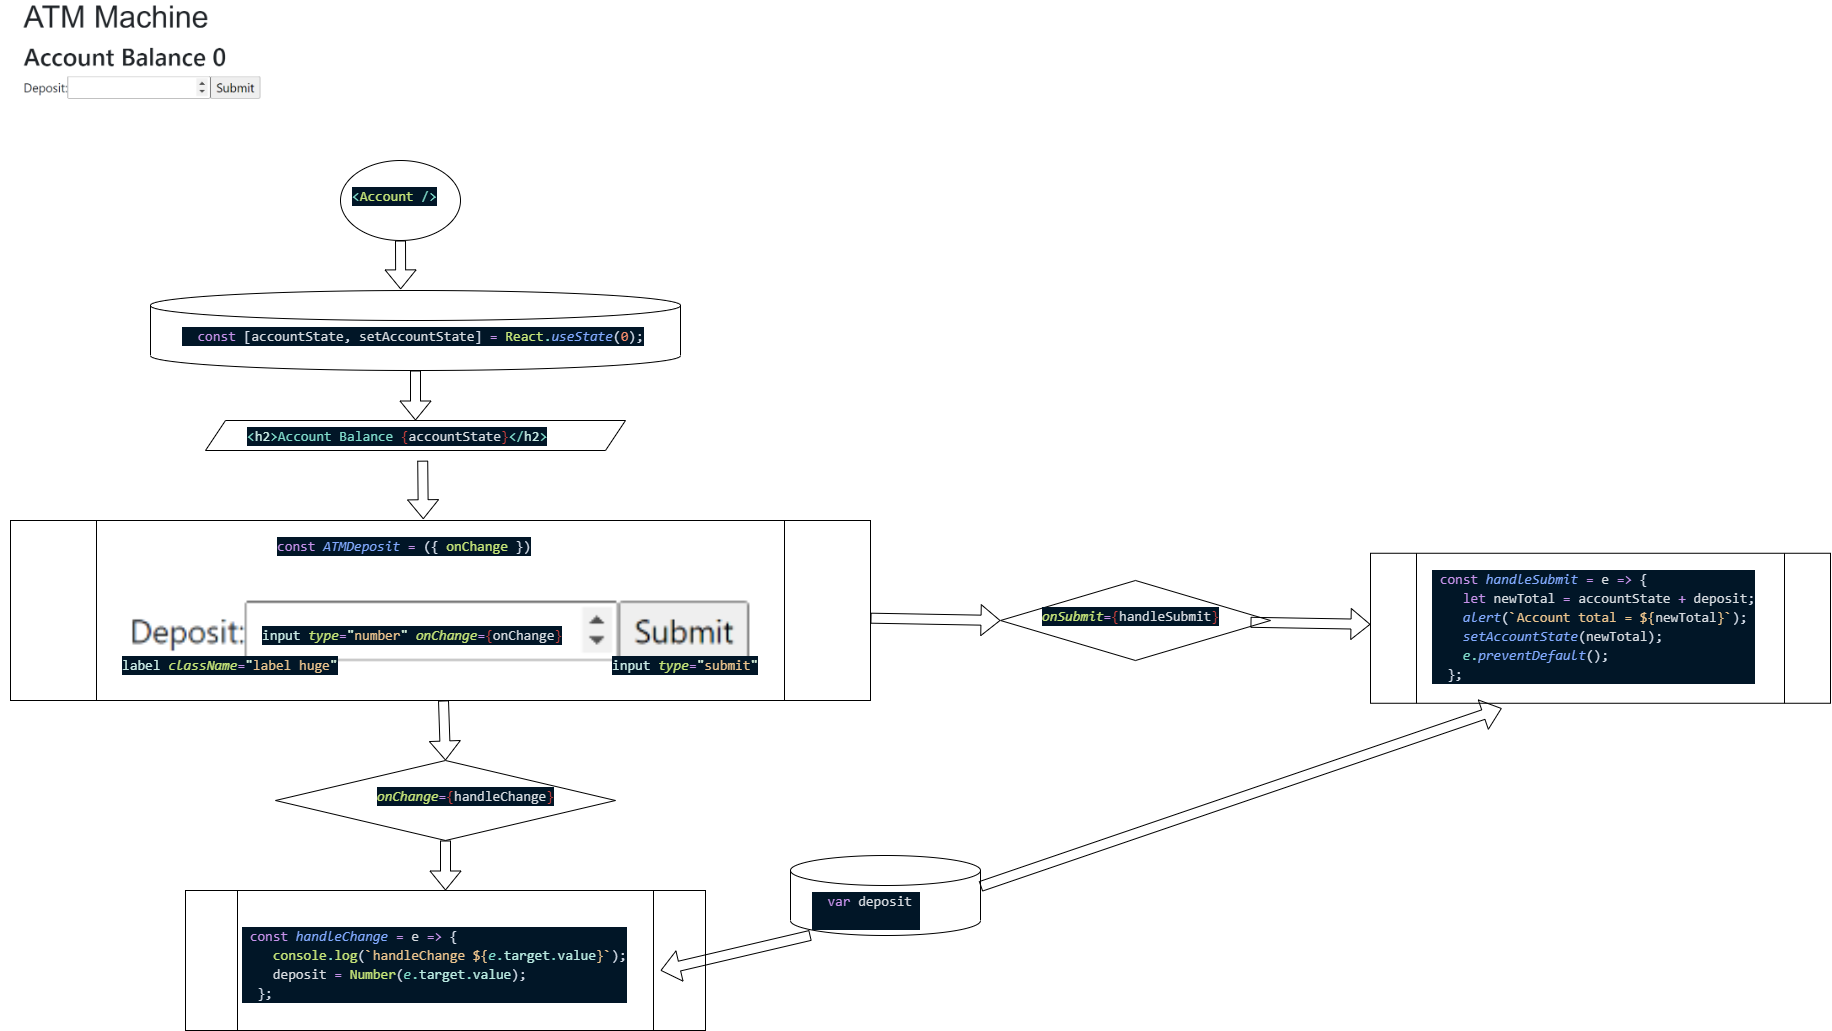 ATM Machine
Account Balance 0
Deposit: Submit
<Account />
const [accountState, setAccountState] = React.useState(0);
<h2>Account Balance {accountState}</h2>
const ATMDeposit = ({ onChange })
Deposit: input type="number" onChange={onChange} Submit
label className="label huge" input type="submit"
onSubmit={handleSubmit}
const handleSubmit = e => {
let newTotal = accountState + deposit;
alert(`Account total = ${newTotal}`);
setAccountState(newTotal);
e.preventDefault();
};
onChange={handleChange}
var deposit
const handleChange = e => {
console.log(`handleChange ${e.target.value}`);
deposit = Number(e.target.value);
};